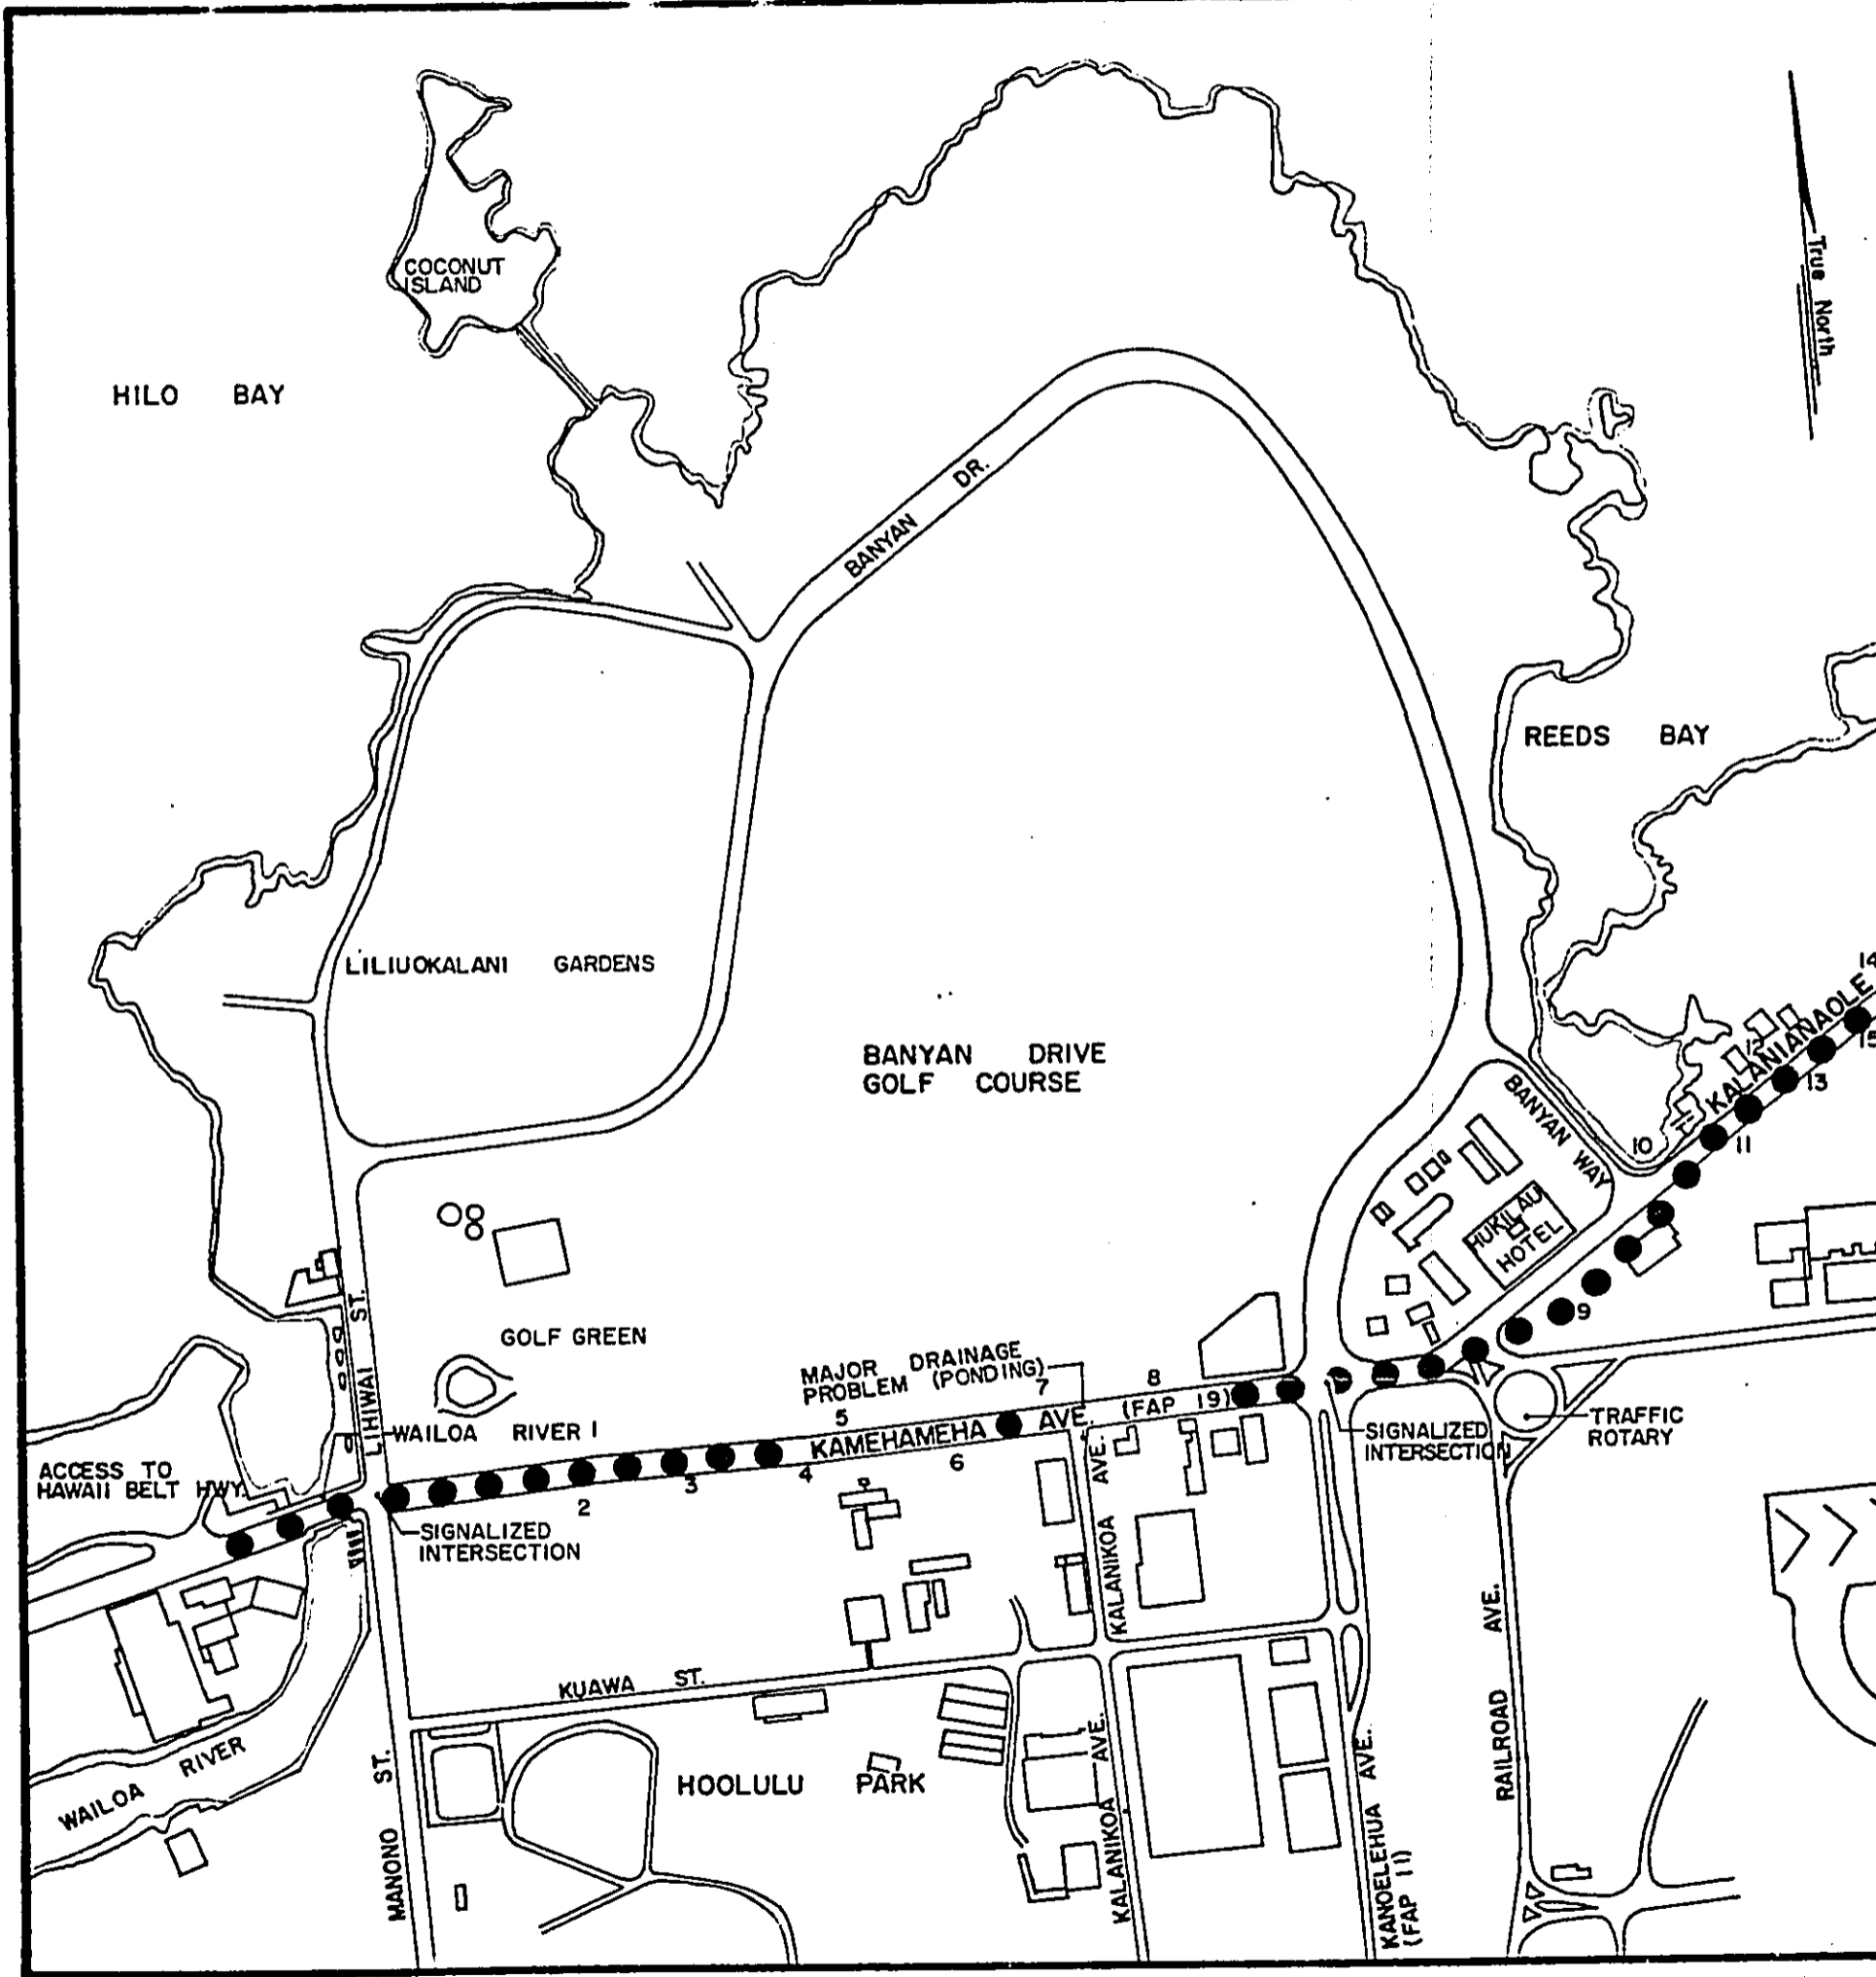 COCONUT
ISLAND
True North
HILO BAY
BANYAN DR.
REEDS BAY
LILIUOKALANI GARDENS
BANYAN DRIVE
GOLF COURSE
14
KALANIANAOLE
15
13
12
11
10
BANYAN WAY
HUKILAU
HOTEL
9
LIHIWAI ST.
GOLF GREEN
MAJOR DRAINAGE
PROBLEM (PONDING)
7
8
5
KAMEHAMEHA AVE. (FAP 19)
WAILOA RIVER 1
SIGNALIZED
INTERSECTION
TRAFFIC
ROTARY
ACCESS TO
HAWAII BELT HWY.
2
3
4
6
SIGNALIZED
INTERSECTION
KALANIKOA AVE.
KUAWA ST.
WAILOA RIVER
MANONO ST.
HOOLULU PARK
KALANIKOA AVE.
KANOELEHUA AVE.
(FAP 11)
RAILROAD AVE.